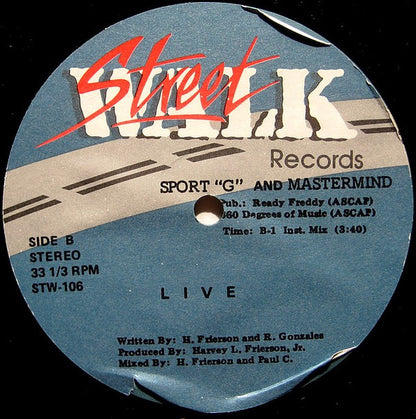 Street
WALK
Records
SPORT "G" AND MASTERMIND
Pub.: Ready Freddy (ASCAP)
360 Degrees of Music (ASCAP)
Time: B-1 Inst. Mix (3:40)
SIDE B
STEREO
33 1/3 RPM
STW-106
LIVE
Written By: H. Frierson and R. Gonzales
Produced By: Harvey L. Frierson, Jr.
Mixed By: H. Frierson and Paul C.